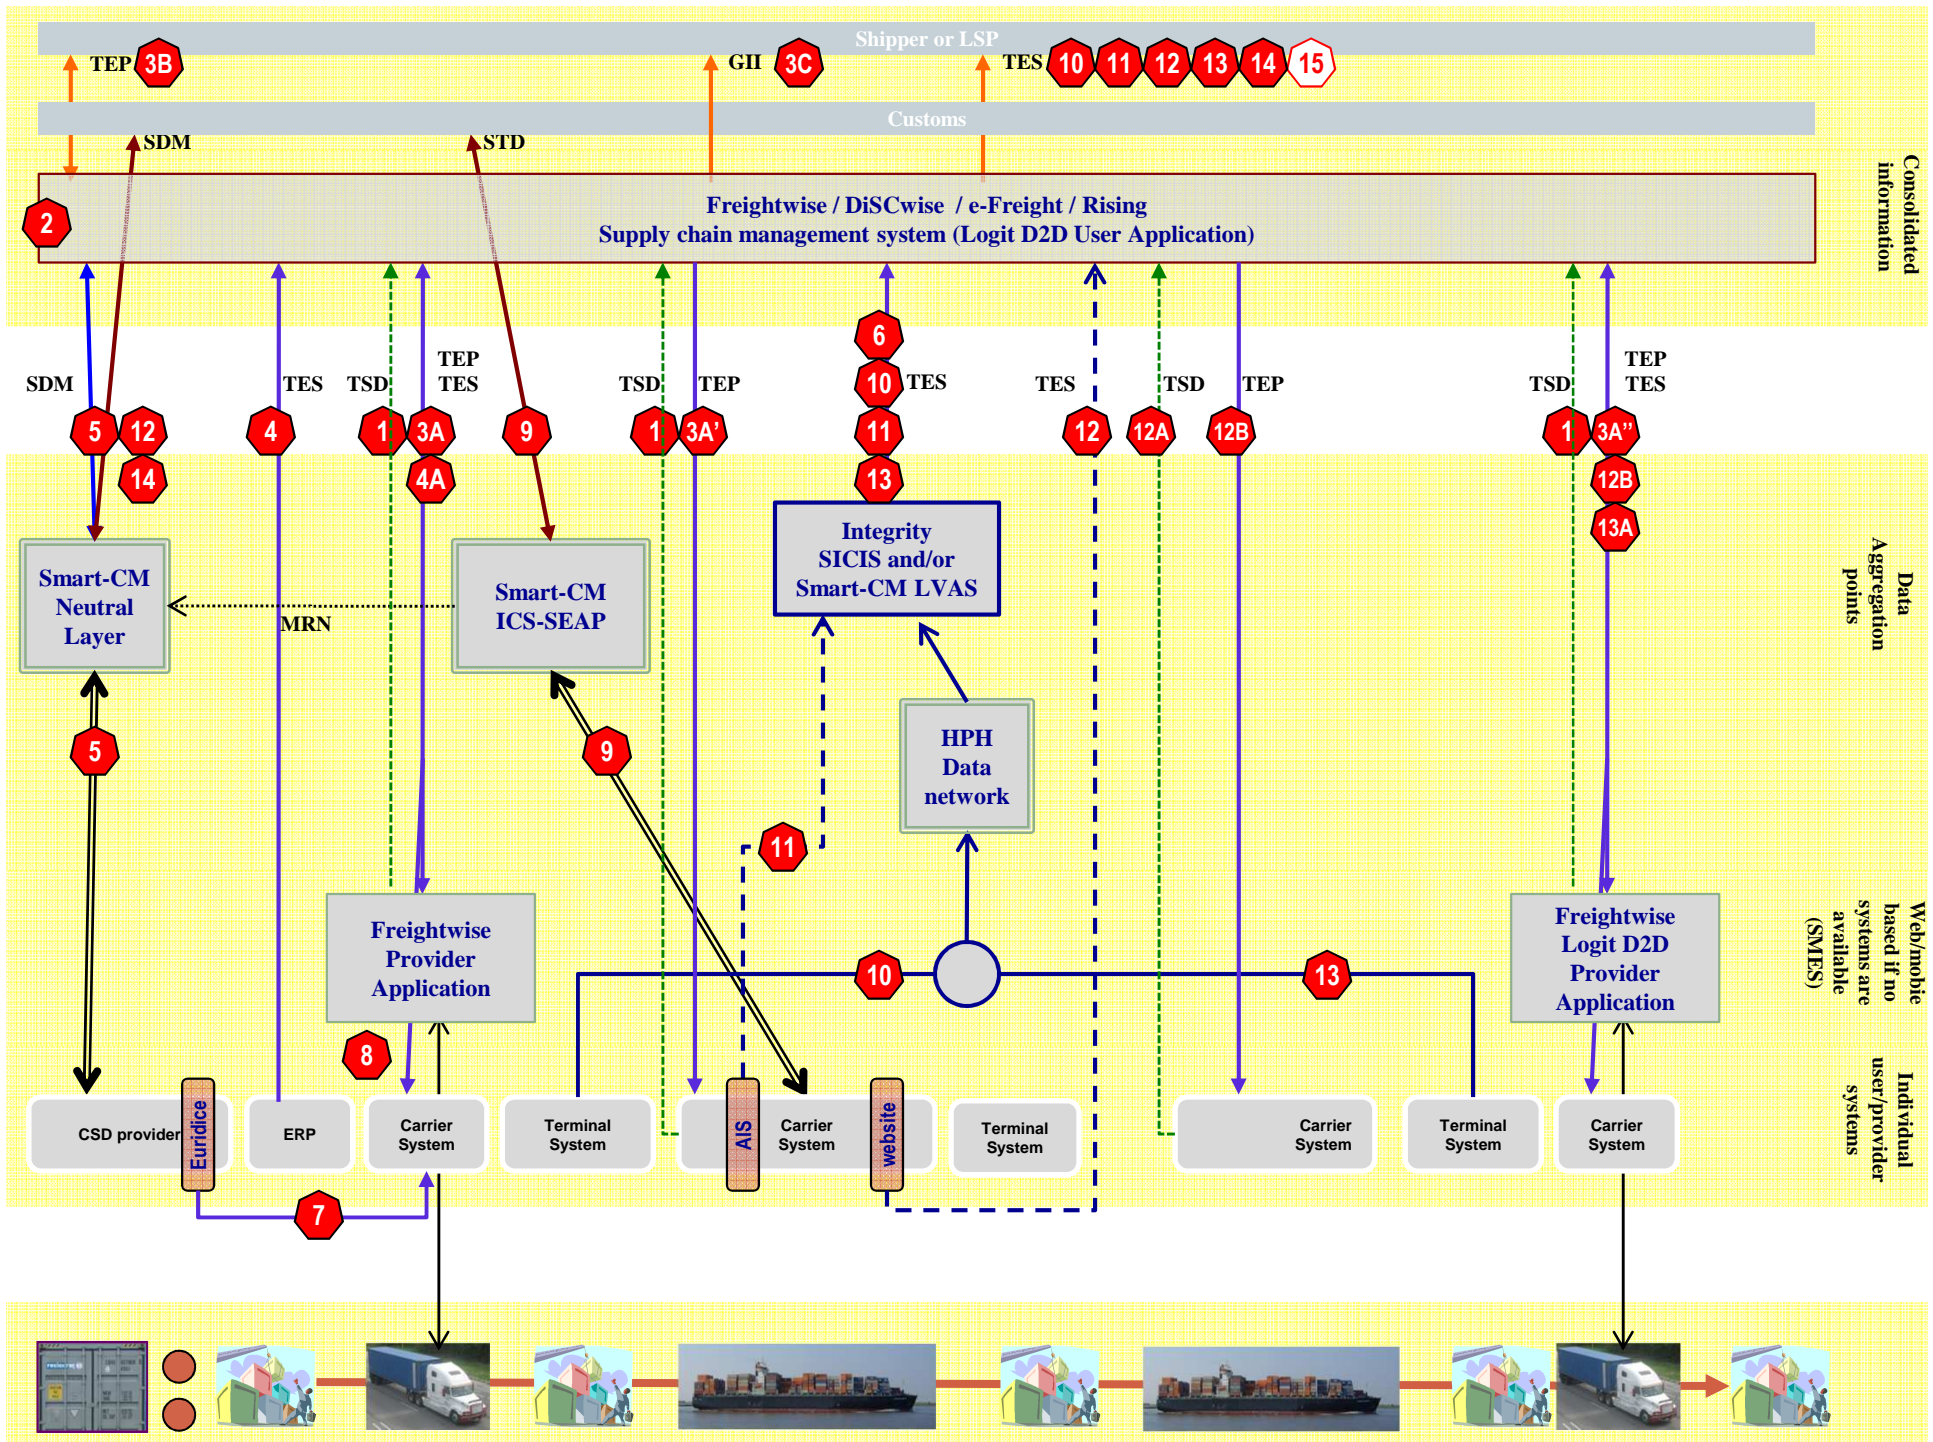 Shipper or LSP
TEP 3B
GII 3C
TES 10 11 12 13 14 15
Customs
SDM
STD
Consolidated
information
2
Freightwise / DiSCwise / e-Freight / Rising
Supply chain management system (Logit D2D User Application)
SDM
TES
TSD
TEP
TES
TSD
TEP
6
10
TES
TES
TSD
TEP
TSD
TEP
TES
5
12
14
4
1
3A
4A
9
1
3A’
11
13
12
12A
12B
1
3A’’
12B
13A
Smart-CM
Neutral
Layer
MRN
Smart-CM
ICS-SEAP
Integrity
SICIS and/or
Smart-CM LVAS
Data
Aggregation
points
5
9
HPH
Data
network
11
Freightwise
Provider
Application
10
13
Freightwise
Logit D2D
Provider
Application
Web/mobie
based if no
systems are
available
(SMES)
8
CSD provider
Euridice
ERP
Carrier
System
Terminal
System
AIS
Carrier
System
website
Terminal
System
Carrier
System
Terminal
System
Carrier
System
Individual
user/provider
systems
7